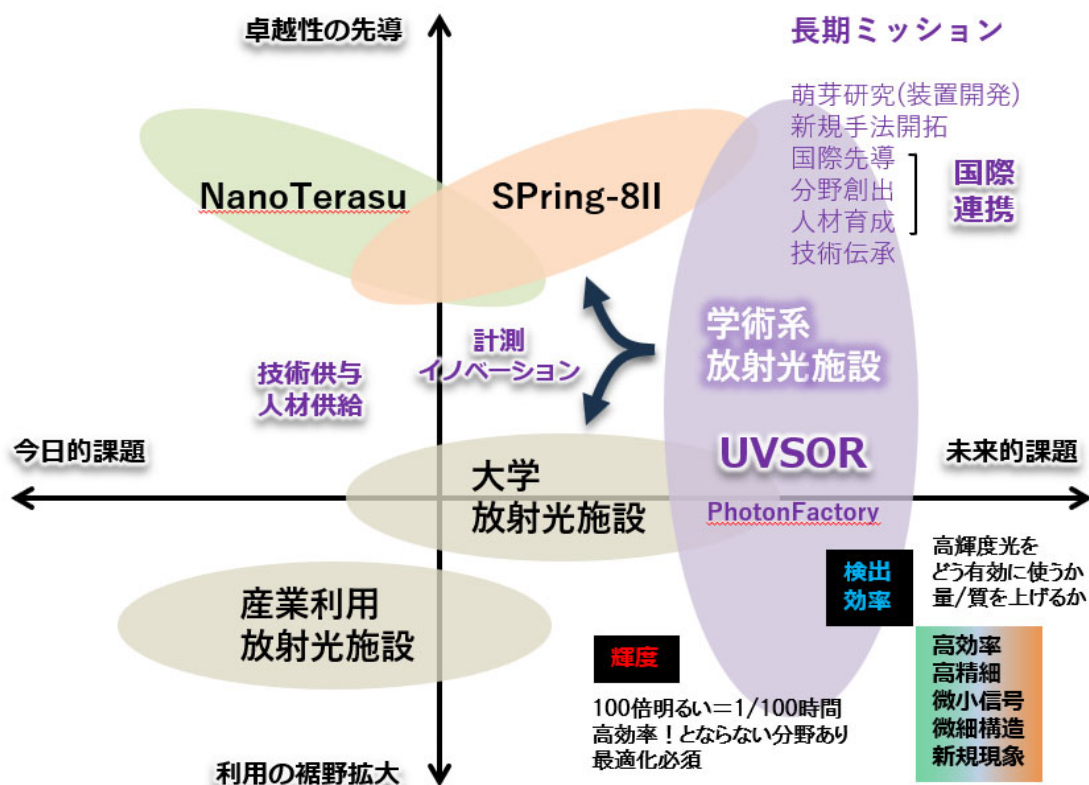 卓越性の先導
長期ミッション
萌芽研究(装置開発)
新規手法開拓
国際先導
分野創出
人材育成
技術伝承
国際
連携
NanoTerasu
SPring-8II
学術系
放射光施設
計測
イノベーション
技術供与
人材供給
今日的課題
未来的課題
大学
放射光施設
UVSOR
PhotonFactory
産業利用
放射光施設
検出
効率
高輝度光を
どう有効に使うか
量/質を上げるか
輝度
100倍明るい＝1/100時間
高効率！とならない分野あり
最適化必須
高効率
高精細
微小信号
微細構造
新規現象
利用の裾野拡大